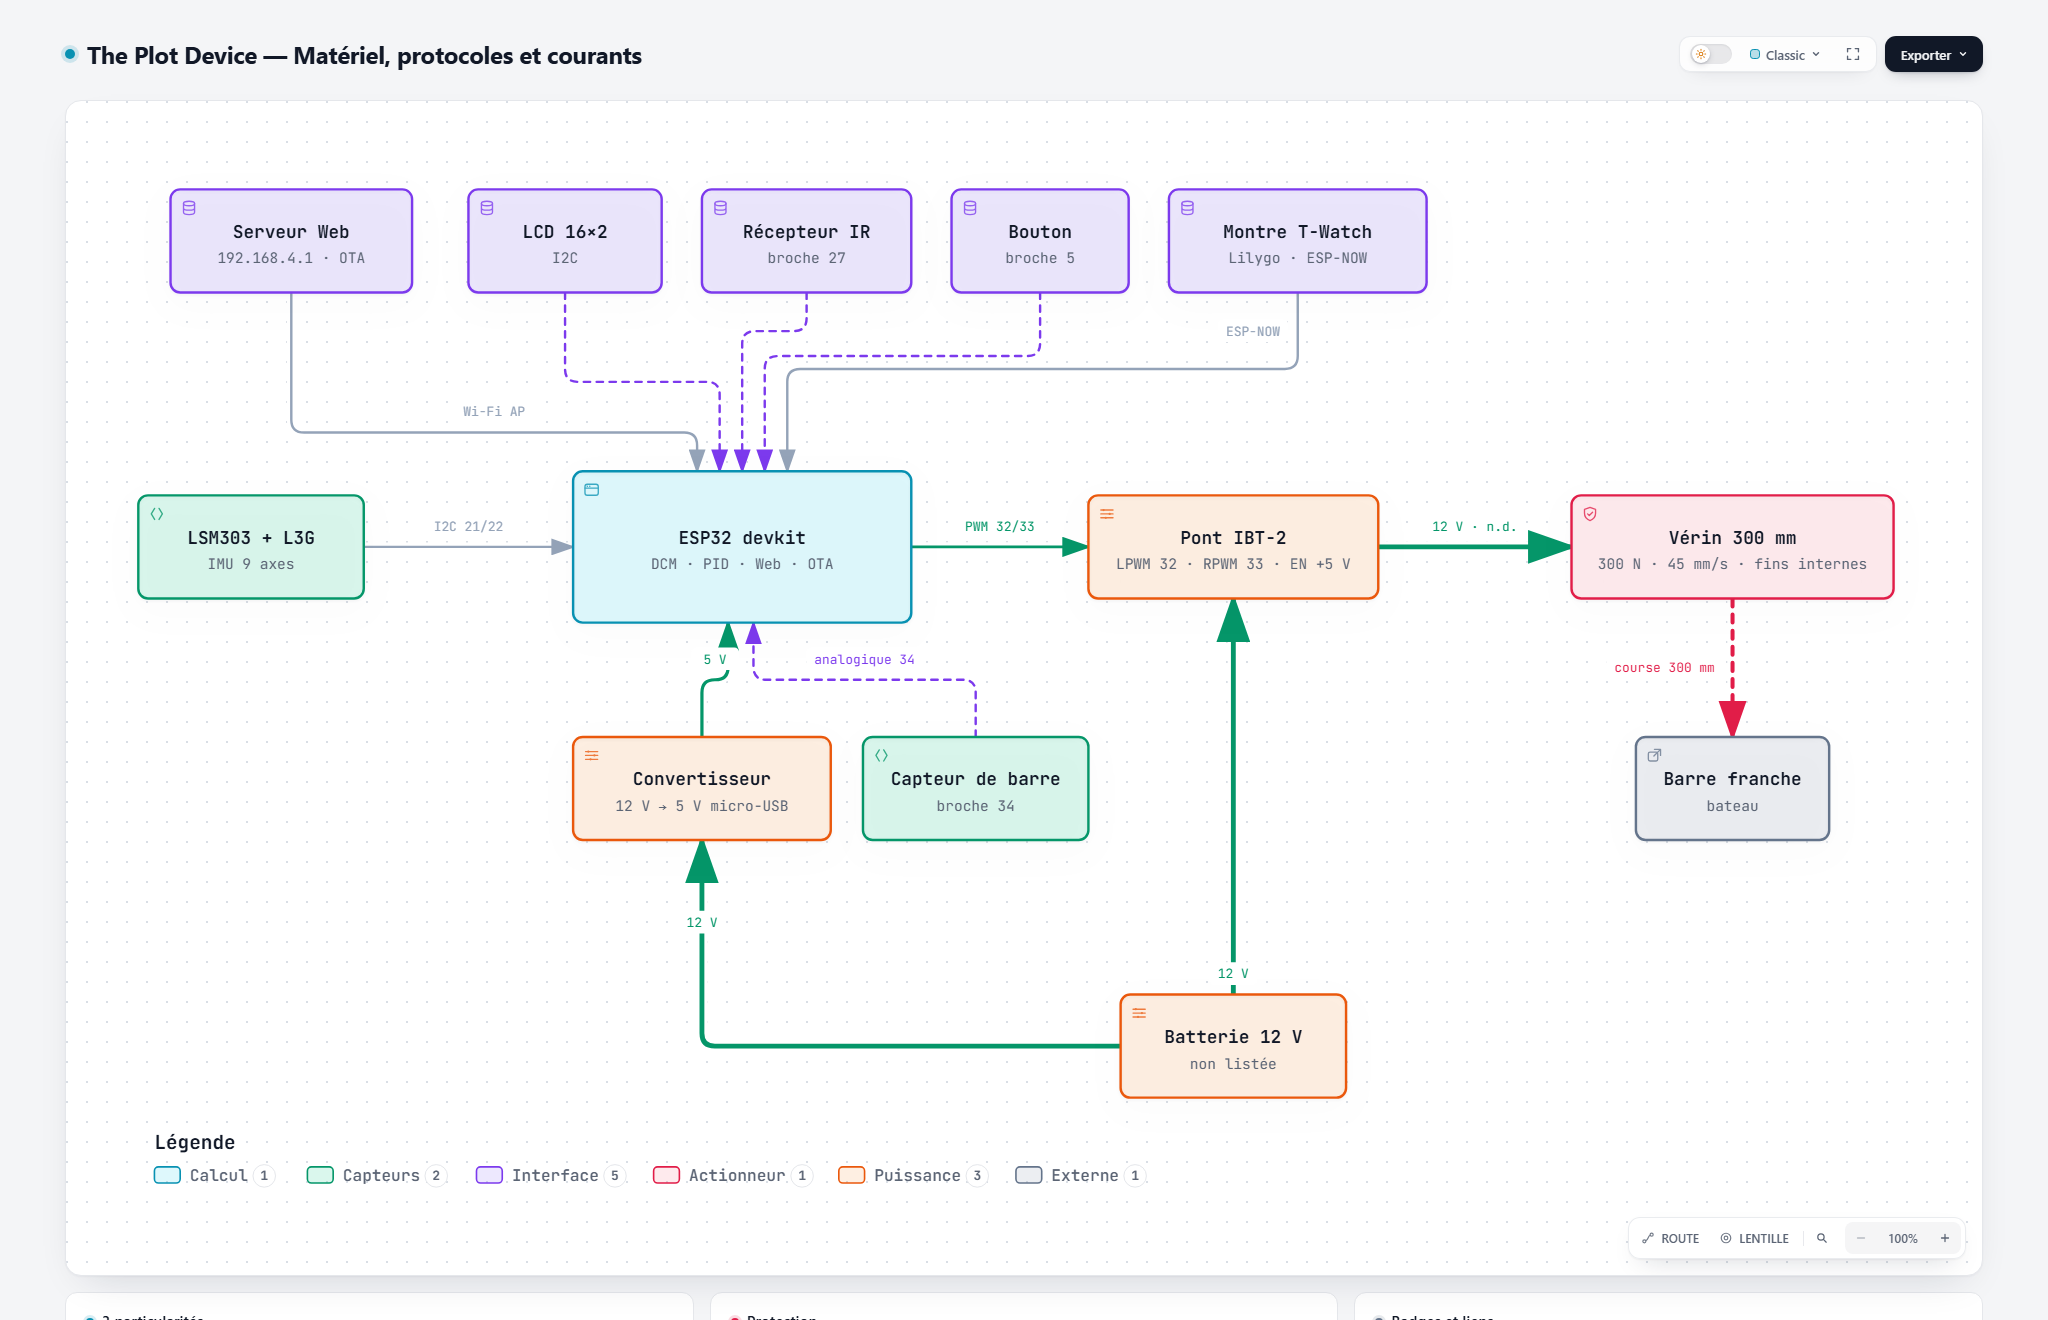 The Plot Device — Matériel, protocoles et courants
Classic
Exporter
Serveur Web
192.168.4.1 · OTA
LCD 16×2
I2C
Récepteur IR
broche 27
Bouton
broche 5
Montre T-Watch
Lilygo · ESP-NOW
ESP-NOW
Wi-Fi AP
LSM303 + L3G
IMU 9 axes
I2C 21/22
ESP32 devkit
DCM · PID · Web · OTA
PWM 32/33
Pont IBT-2
LPWM 32 · RPWM 33 · EN +5 V
12 V · n.d.
Vérin 300 mm
300 N · 45 mm/s · fins internes
5 V
analogique 34
course 300 mm
Convertisseur
12 V → 5 V micro-USB
Capteur de barre
broche 34
Barre franche
bateau
12 V
12 V
Batterie 12 V
non listée
Légende
Calcul 1
Capteurs 2
Interface 5
Actionneur 1
Puissance 3
Externe 1
ROUTE
LENTILLE
100%